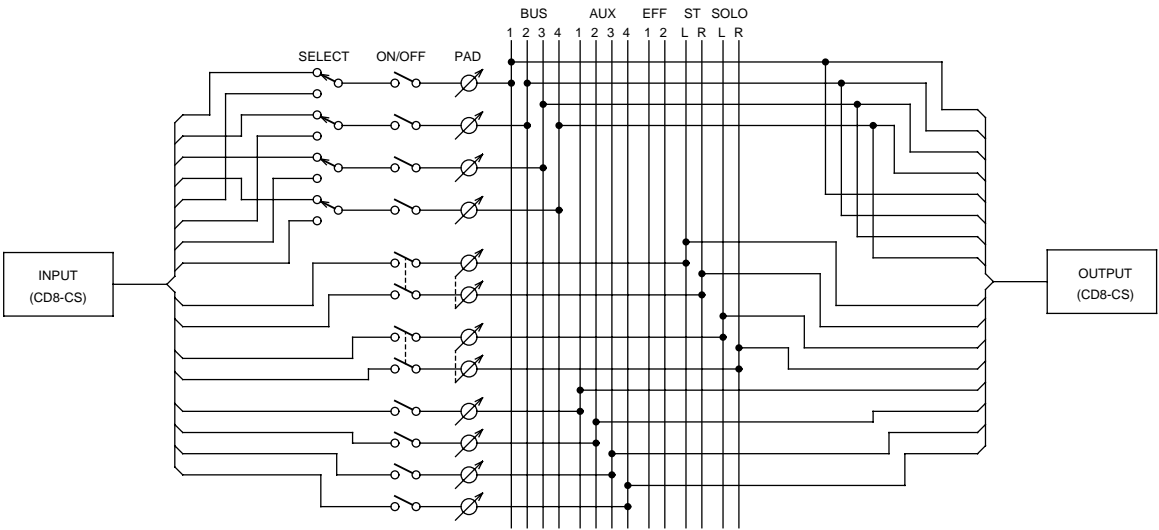 BUS AUX EFF ST SOLO
1 2 3 4 1 2 3 4 1 2 L R L R
SELECT ON/OFF PAD
INPUT
(CD8-CS)
OUTPUT
(CD8-CS)